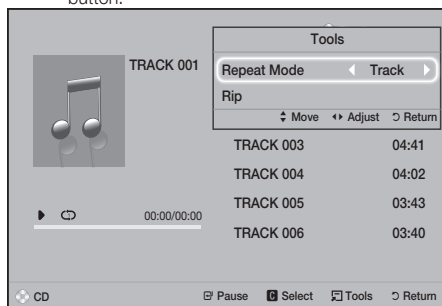 button.
Tools
TRACK 001
Repeat Mode Track
Rip
Move Adjust Return
TRACK 003 04:41
TRACK 004 04:02
TRACK 005 03:43
TRACK 006 03:40
00:00/00:00
CD Pause C Select Tools Return